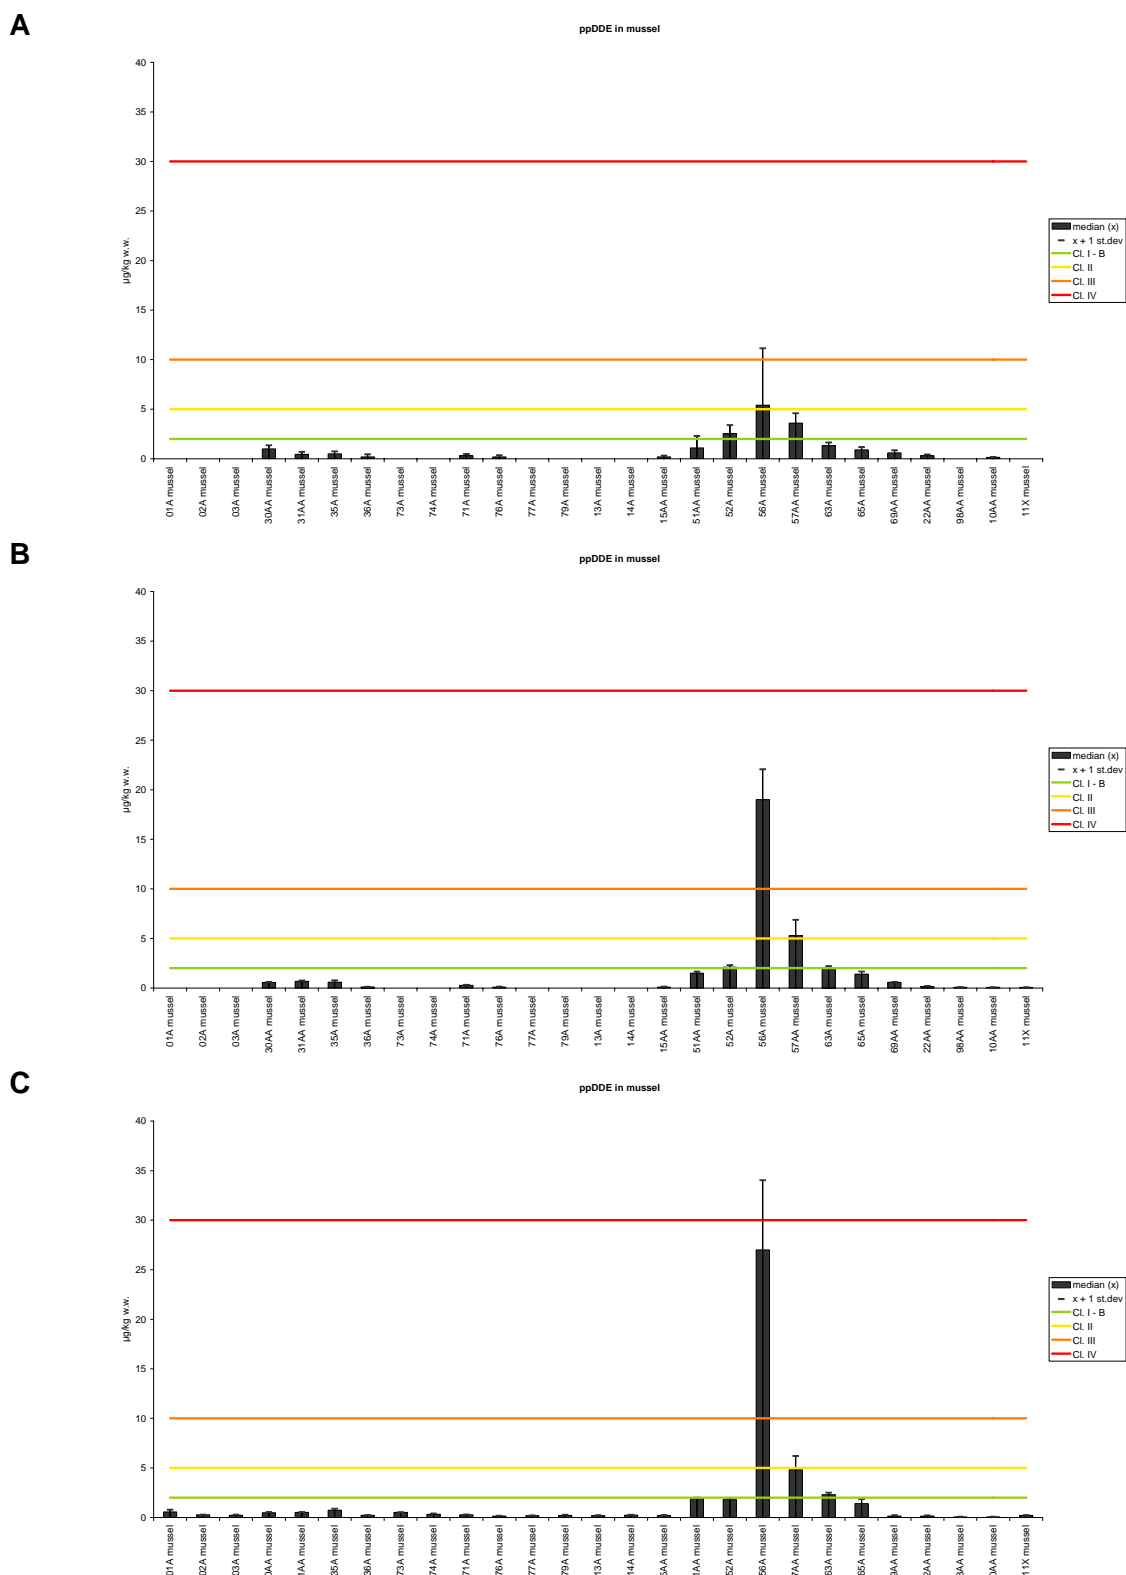 A
ppDDE in mussel
40
35
30
25
20
15
10
5
0
µg/kg w.w.
01A mussel
02A mussel
03A mussel
30AA mussel
31AA mussel
35A mussel
36A mussel
73A mussel
74A mussel
71A mussel
76A mussel
77A mussel
79A mussel
13A mussel
14A mussel
15AA mussel
51AA mussel
52A mussel
56A mussel
57AA mussel
63A mussel
65A mussel
69AA mussel
22AA mussel
98AA mussel
10AA mussel
11X mussel
median (x)
x + 1 st.dev
Cl. I - B
Cl. II
Cl. III
Cl. IV
B
ppDDE in mussel
40
35
30
25
20
15
10
5
0
µg/kg w.w.
01A mussel
02A mussel
03A mussel
30AA mussel
31AA mussel
35A mussel
36A mussel
73A mussel
74A mussel
71A mussel
76A mussel
77A mussel
79A mussel
13A mussel
14A mussel
15AA mussel
51AA mussel
52A mussel
56A mussel
57AA mussel
63A mussel
65A mussel
69AA mussel
22AA mussel
98AA mussel
10AA mussel
11X mussel
median (x)
x + 1 st.dev
Cl. I - B
Cl. II
Cl. III
Cl. IV
C
ppDDE in mussel
40
35
30
25
20
15
10
5
0
µg/kg w.w.
01A mussel
02A mussel
03A mussel
0AA mussel
1AA mussel
35A mussel
36A mussel
73A mussel
74A mussel
71A mussel
76A mussel
77A mussel
79A mussel
13A mussel
14A mussel
5AA mussel
1AA mussel
52A mussel
56A mussel
7AA mussel
63A mussel
65A mussel
9AA mussel
2AA mussel
8AA mussel
0AA mussel
11X mussel
median (x)
x + 1 st.dev
Cl. I - B
Cl. II
Cl. III
Cl. IV